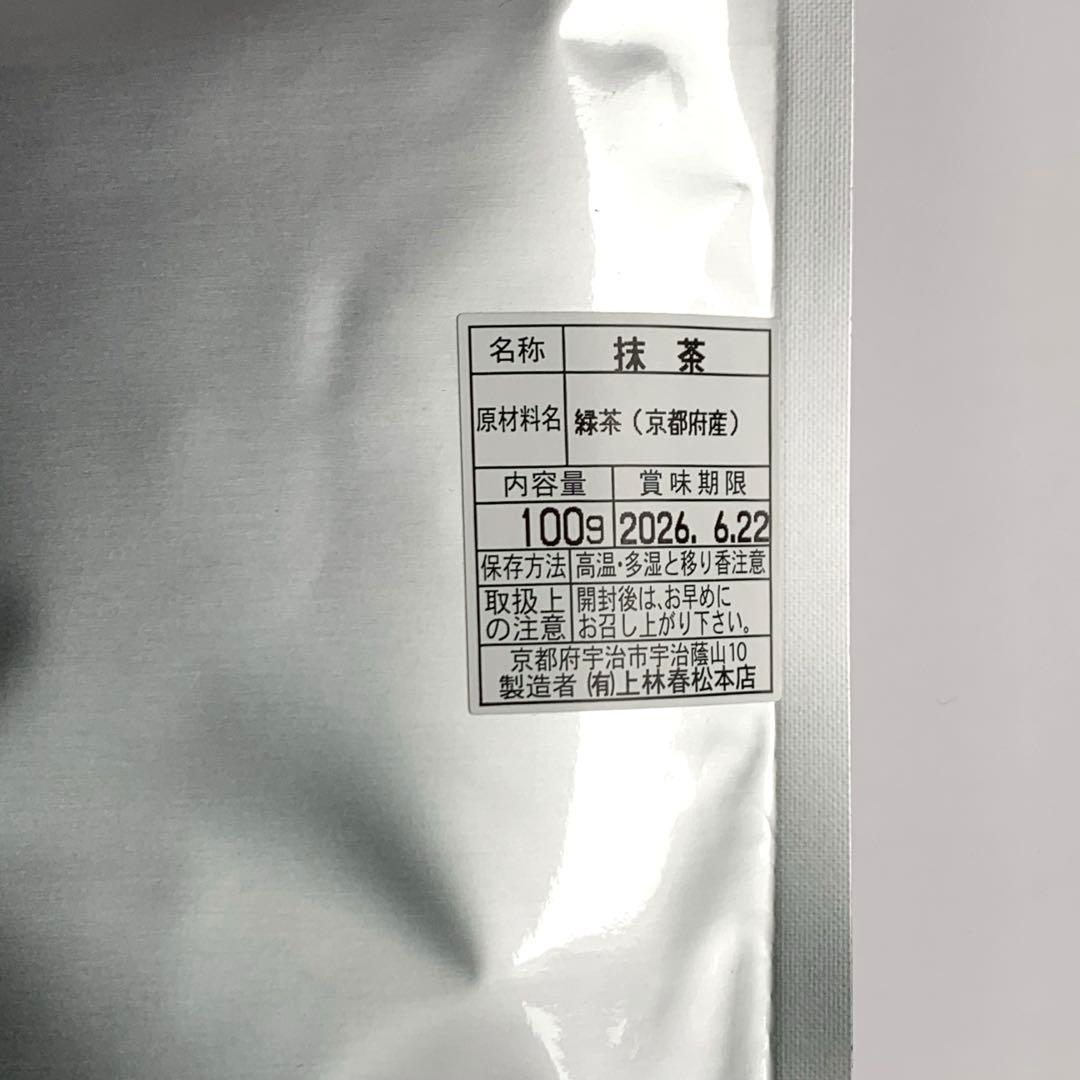 名称 抹 茶
原材料名 緑茶（京都府産）
内容量 賞味期限
100g 2026. 6.22
保存方法 高温・多湿と移り香注意
取扱上の注意 開封後は、お早めに
お召し上がり下さい。
京都府宇治市宇治蔭山10
製造者 (有)上林春松本店